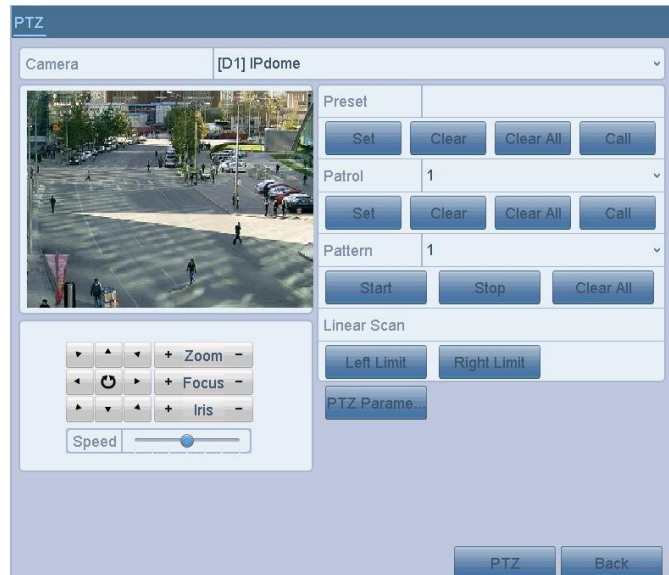 PTZ
Camera [D1] IPdome
Preset
Set Clear Clear All Call
Patrol 1
Set Clear Clear All Call
Pattern 1
Start Stop Clear All
Linear Scan
Left Limit Right Limit
PTZ Parame...
+ Zoom -
+ Focus -
+ Iris -
Speed
PTZ Back